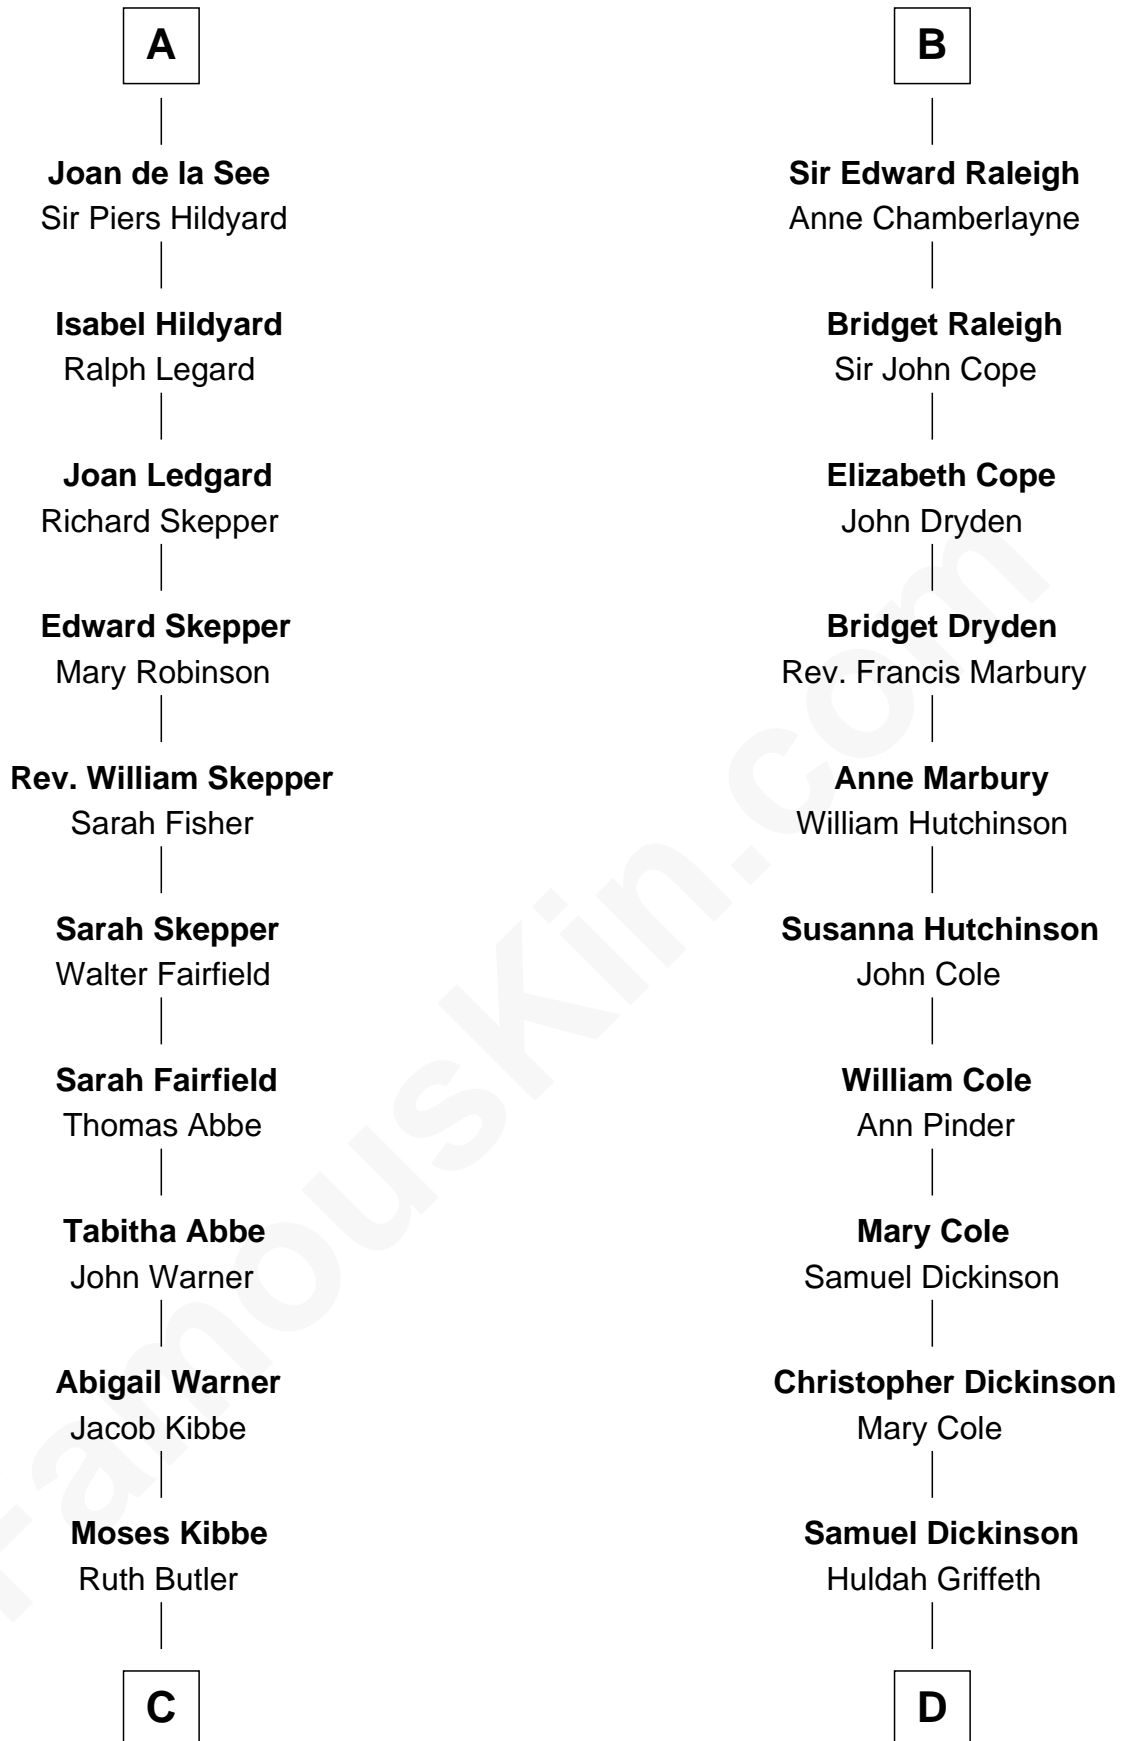 A
Joan de la See
Sir Piers Hildyard
Isabel Hildyard
Ralph Legard
Joan Ledgard
Richard Skepper
Edward Skepper
Mary Robinson
Rev. William Skepper
Sarah Fisher
Sarah Skepper
Walter Fairfield
Sarah Fairfield
Thomas Abbe
Tabitha Abbe
John Warner
Abigail Warner
Jacob Kibbe
Moses Kibbe
Ruth Butler
C
B
Sir Edward Raleigh
Anne Chamberlayne
Bridget Raleigh
Sir John Cope
Elizabeth Cope
John Dryden
Bridget Dryden
Rev. Francis Marbury
Anne Marbury
William Hutchinson
Susanna Hutchinson
John Cole
William Cole
Ann Pinder
Mary Cole
Samuel Dickinson
Christopher Dickinson
Mary Cole
Samuel Dickinson
Huldah Griffeth
D
FamousKin.com